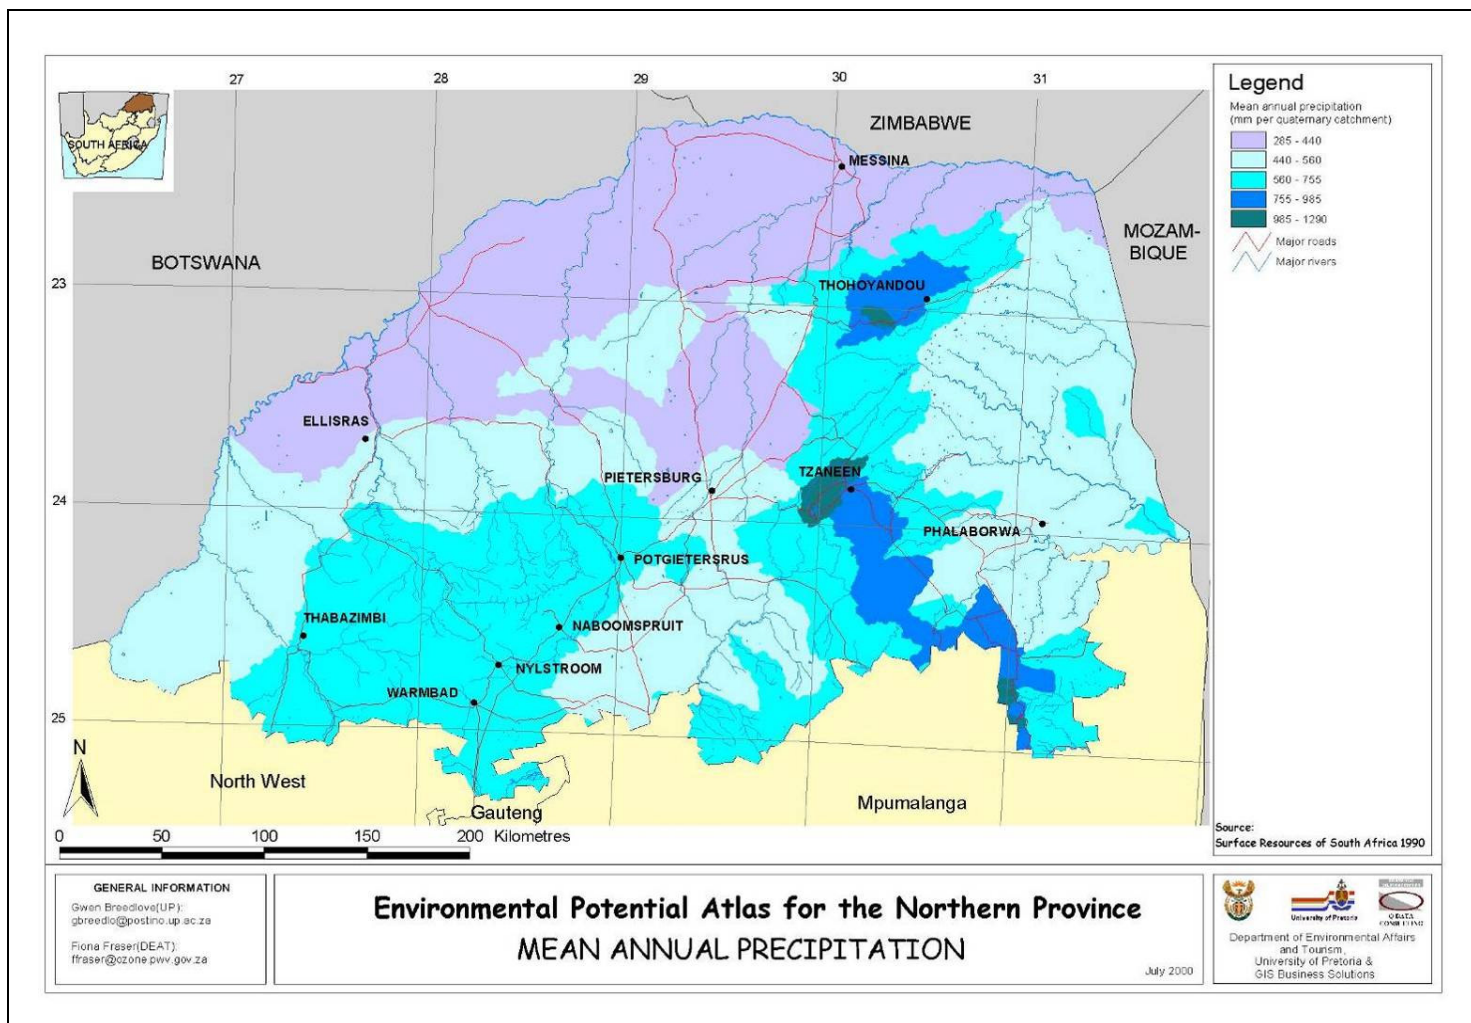 27 28 29 30 31
ZIMBABWE
SOUTH AFRICA
MESSINA
MOZAM-
BIQUE
BOTSWANA
23
THOHOYANDOU
ELLISRAS
PIETERSBURG
TZANEEN
24
PHALABORWA
POTGIETERSRUS
THABAZIMBI
NABOOMSPRUIT
NYLSTROOM
WARMBAD
25
N
North West
Gauteng
Mpumalanga
0 50 100 150 200 Kilometres
Legend
Mean annual precipitation
(mm per quaternary catchment)
285 - 440
440 - 560
560 - 755
755 - 985
985 - 1290
Major roads
Major rivers
Source:
Surface Resources of South Africa 1990
GENERAL INFORMATION
Gwen Breedlove(UP):
gbreedlo@postino.up.ac.za
Fiona Fraser(DEAT):
ffraser@ozone.pwv.gov.za
Environmental Potential Atlas for the Northern Province
MEAN ANNUAL PRECIPITATION
July 2000
University of Pretoria
Department of Environmental Affairs
and Tourism,
University of Pretoria &
GIS Business Solutions